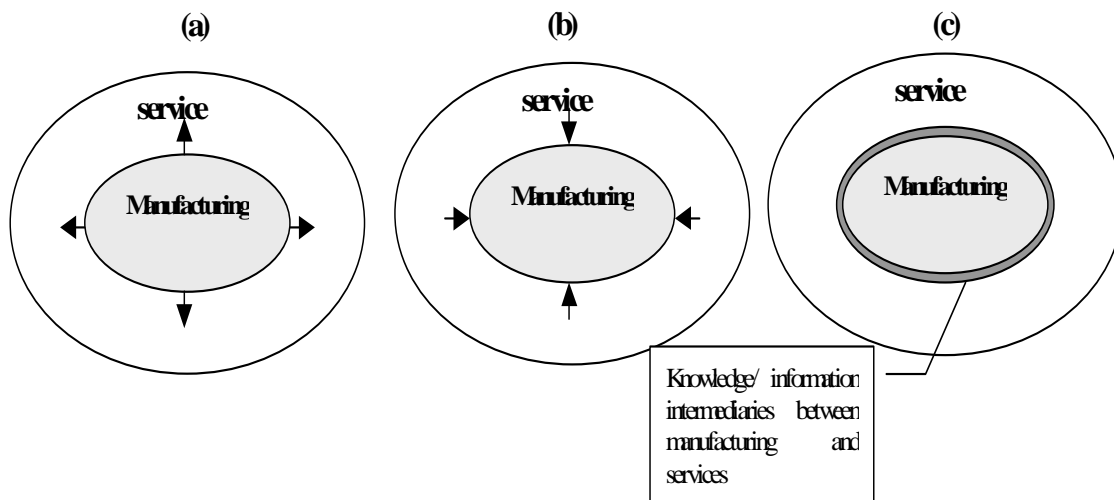 (a)
(b)
(c)
service
service
service
Manufacturing
Manufacturing
Manufacturing
Knowledge/ information
intermediaries between
manufacturing and
services